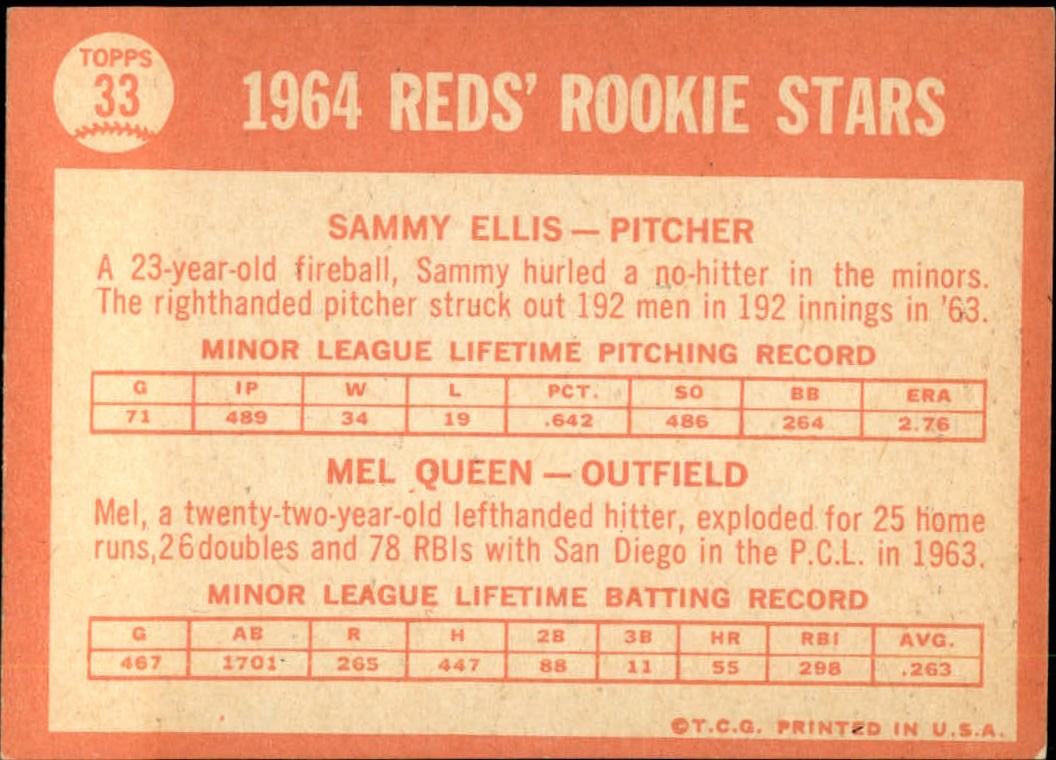 TOPPS
33
1964 REDS' ROOKIE STARS
SAMMY ELLIS — PITCHER
A 23-year-old fireball, Sammy hurled a no-hitter in the minors.
The righthanded pitcher struck out 192 men in 192 innings in '63.
MINOR LEAGUE LIFETIME PITCHING RECORD
G IP W L PCT. SO BB ERA
71 489 34 19 .642 486 264 2.76
MEL QUEEN — OUTFIELD
Mel, a twenty-two-year-old lefthanded hitter, exploded for 25 home
runs,26doubles and 78 RBIs with San Diego in the P.C.L. in 1963.
MINOR LEAGUE LIFETIME BATTING RECORD
G AB R H 2B 3B HR RBI AVG.
467 1701 265 447 88 11 55 298 .263
©T.C.G. PRINTED IN U.S.A.